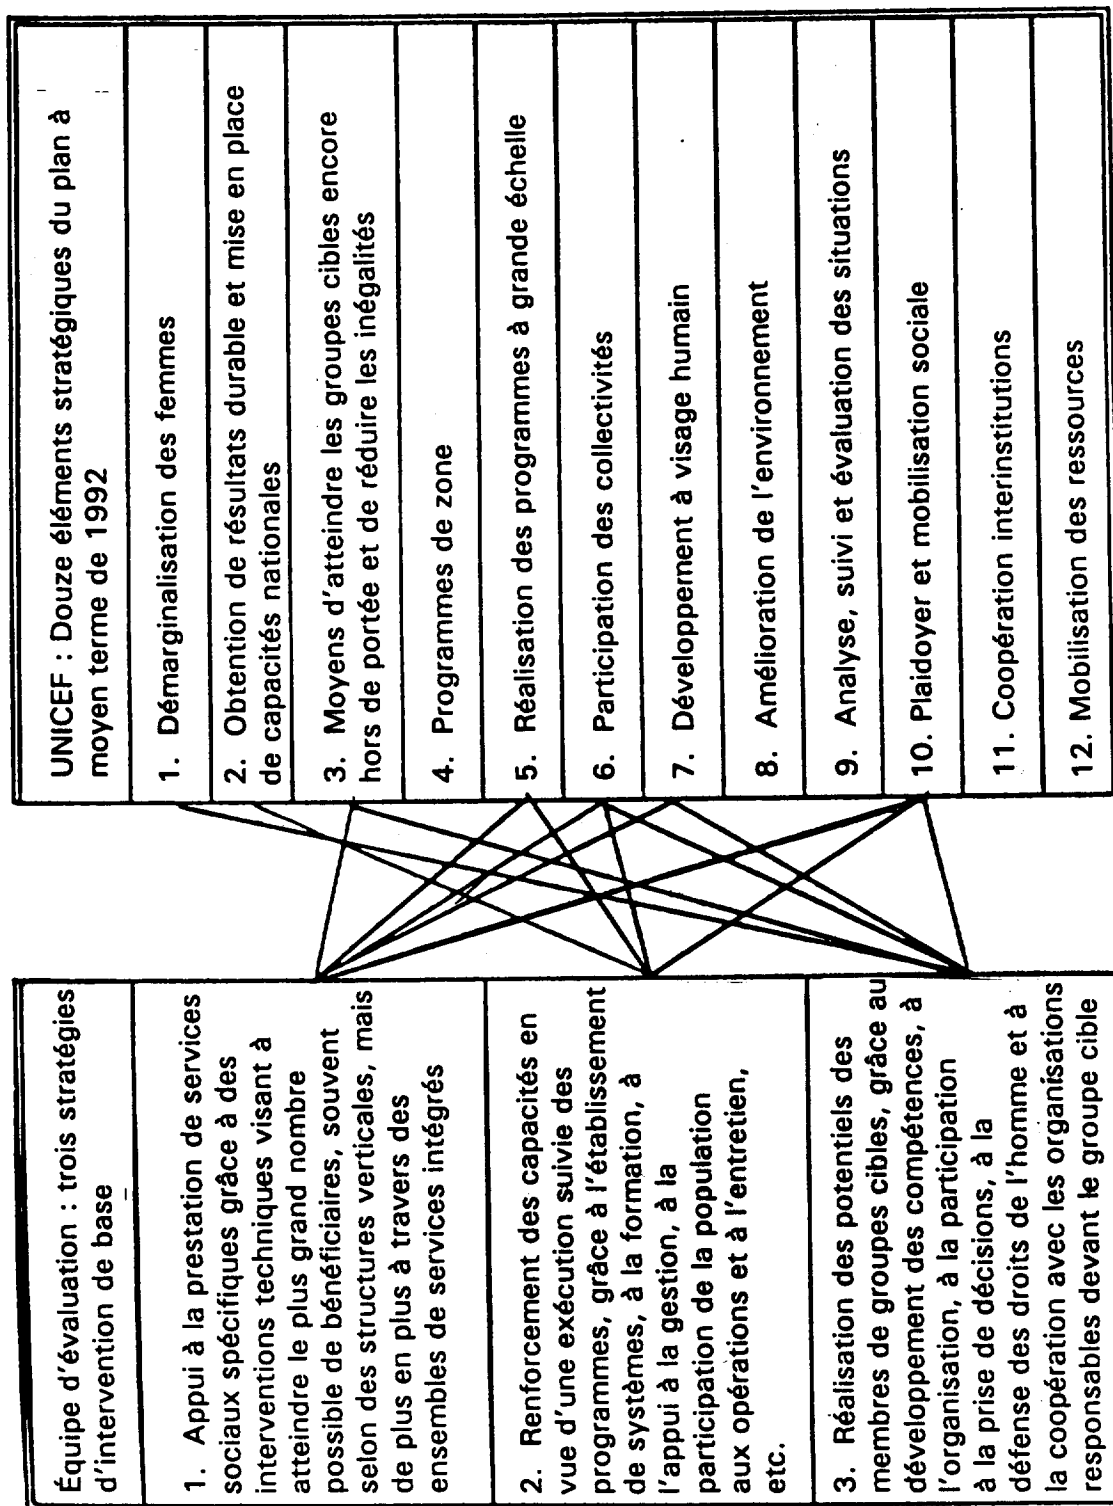 Équipe d'évaluation : trois stratégies
d'intervention de base
1. Appui à la prestation de services
sociaux spécifiques grâce à des
interventions techniques visant à
atteindre le plus grand nombre
possible de bénéficiaires, souvent
selon des structures verticales, mais
de plus en plus à travers des
ensembles de services intégrés
2. Renforcement des capacités en
vue d'une exécution suivie des
programmes, grâce à l'établissement
de systèmes, à la formation, à
l'appui à la gestion, à la
participation de la population
aux opérations et à l'entretien,
etc.
3. Réalisation des potentiels des
membres de groupes cibles, grâce au
développement des compétences, à
l'organisation, à la participation
à la prise de décisions, à la
défense des droits de l'homme et à
la coopération avec les organisations
responsables devant le groupe cible
UNICEF : Douze éléments stratégiques du plan à
moyen terme de 1992
1. Démarginalisation des femmes
2. Obtention de résultats durable et mise en place
de capacités nationales
3. Moyens d'atteindre les groupes cibles encore
hors de portée et de réduire les inégalités
4. Programmes de zone
5. Réalisation des programmes à grande échelle
6. Participation des collectivités
7. Développement à visage humain
8. Amélioration de l'environnement
9. Analyse, suivi et évaluation des situations
10. Plaidoyer et mobilisation sociale
11. Coopération interinstitutions
12. Mobilisation des ressources